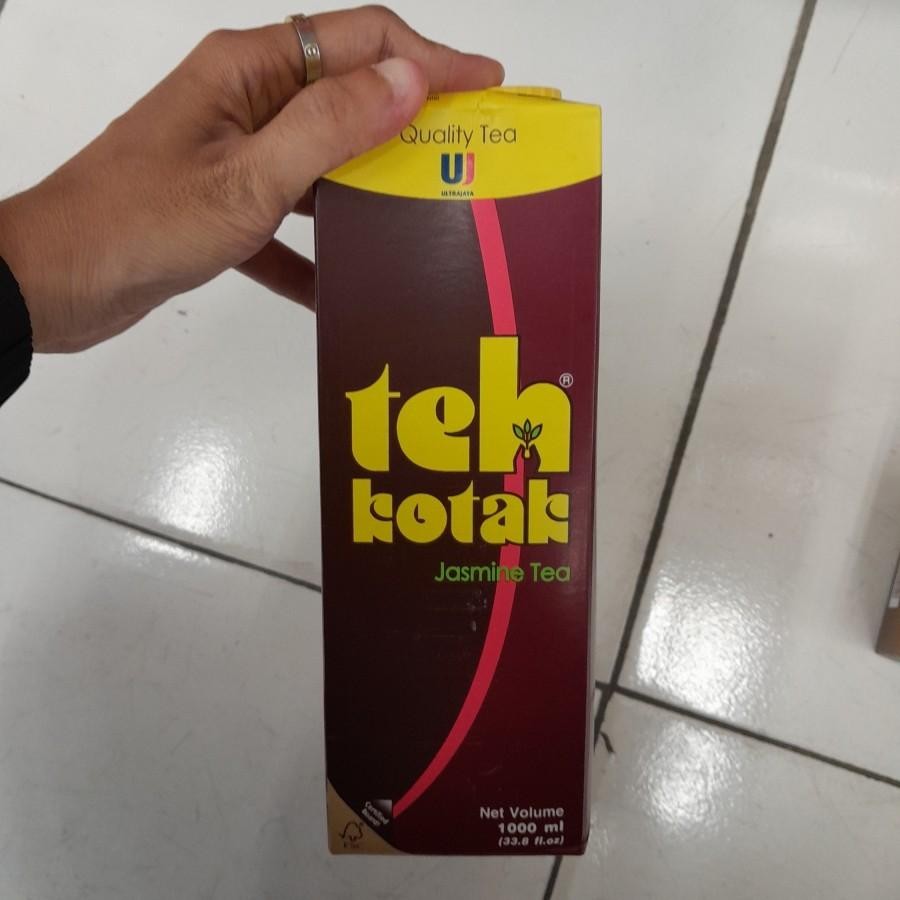 Quality Tea
UJ
ULTRAJAYA
teh®
kotak
Jasmine Tea
Net Volume
1000 ml
(33.8 fl.oz)